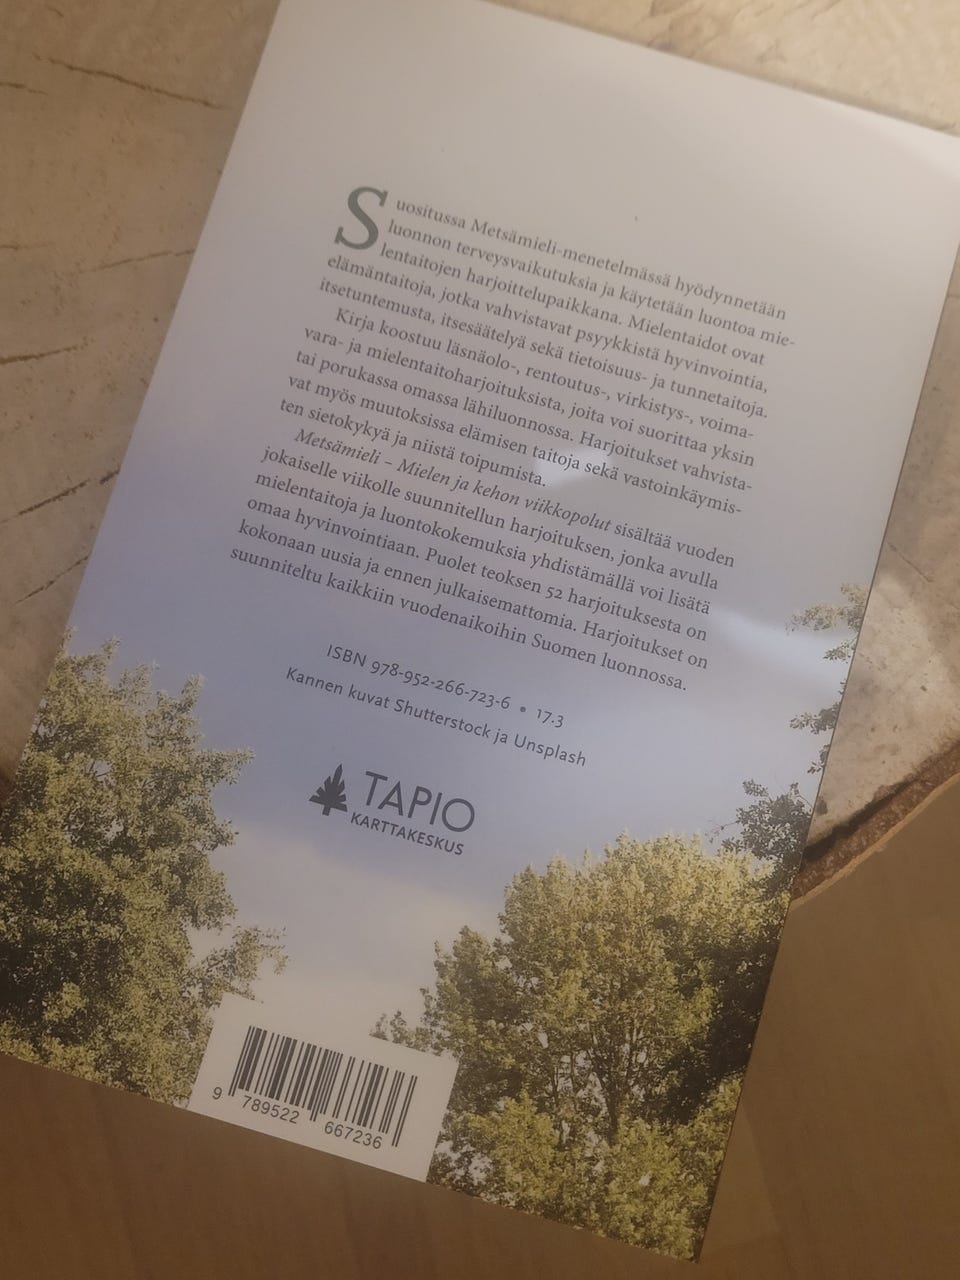 Suositussa Metsämieli-menetelmässä hyödynnetään
luonnon terveysvaikutuksia ja käytetään luontoa mie-
lentaitojen harjoittelupaikkana. Mielentaidot ovat
elämäntaitoja, jotka vahvistavat psyykkistä hyvinvointia,
itsetuntemusta, itsesäätelyä sekä tietoisuus- ja tunnetaitoja.
Kirja koostuu läsnäolo-, rentoutus-, virkistys-, voima-
vara- ja mielentaitoharjoituksista, joita voi suorittaa yksin
tai porukassa omassa lähiluonnossa. Harjoitukset vahvista-
vat myös muutoksissa elämisen taitoja sekä vastoinkäymis-
ten sietokykyä ja niistä toipumista.
Metsämieli – Mielen ja kehon viikkopolut sisältää vuoden
jokaiselle viikolle suunnitellun harjoituksen, jonka avulla
mielentaitoja ja luontokokemuksia yhdistämällä voi lisätä
omaa hyvinvointiaan. Puolet teoksen 52 harjoituksesta on
kokonaan uusia ja ennen julkaisemattomia. Harjoitukset on
suunniteltu kaikkiin vuodenaikoihin Suomen luonnossa.
ISBN 978-952-266-723-6 • 17.3
Kannen kuvat Shutterstock ja Unsplash
TAPIO
KARTTAKESKUS
9 789522 667236